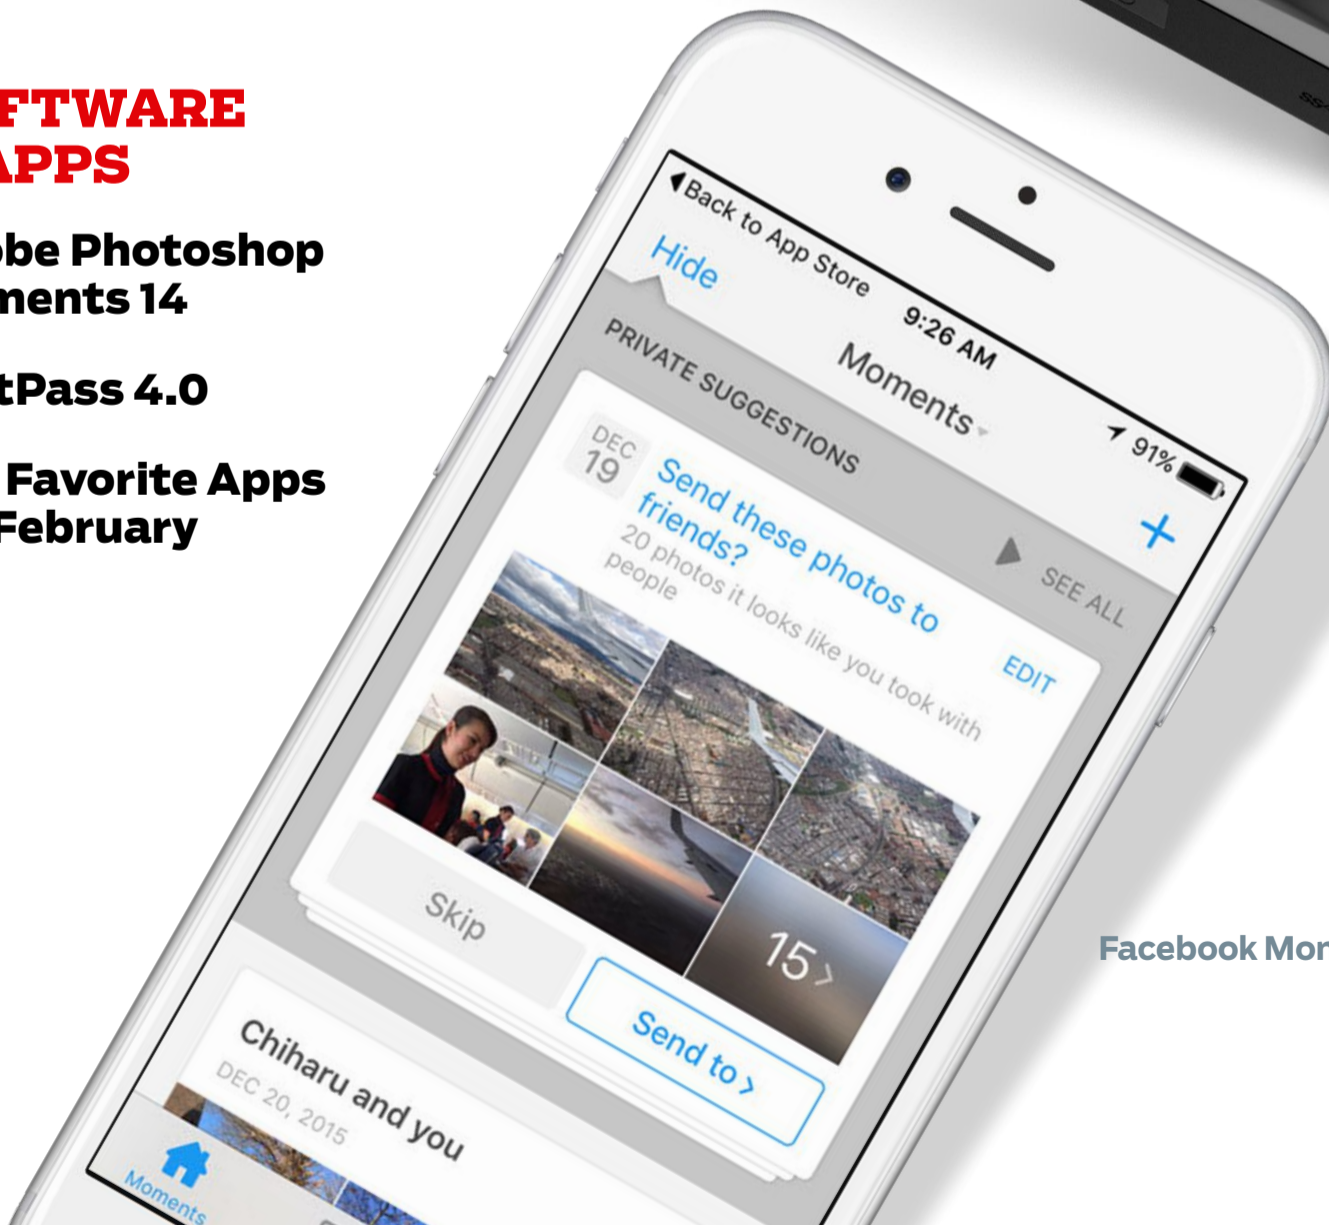 FTWARE
APPS
be Photoshop
ments 14
tPass 4.0
Favorite Apps
February
Back to App Store
9:26 AM
91%
Hide
Moments
+
PRIVATE SUGGESTIONS
SEE ALL
DEC
19
Send these photos to
friends?
EDIT
20 photos it looks like you took with
people
15 >
Skip
Send to >
Chiharu and you
DEC 20, 2015
Moments
Facebook Mom